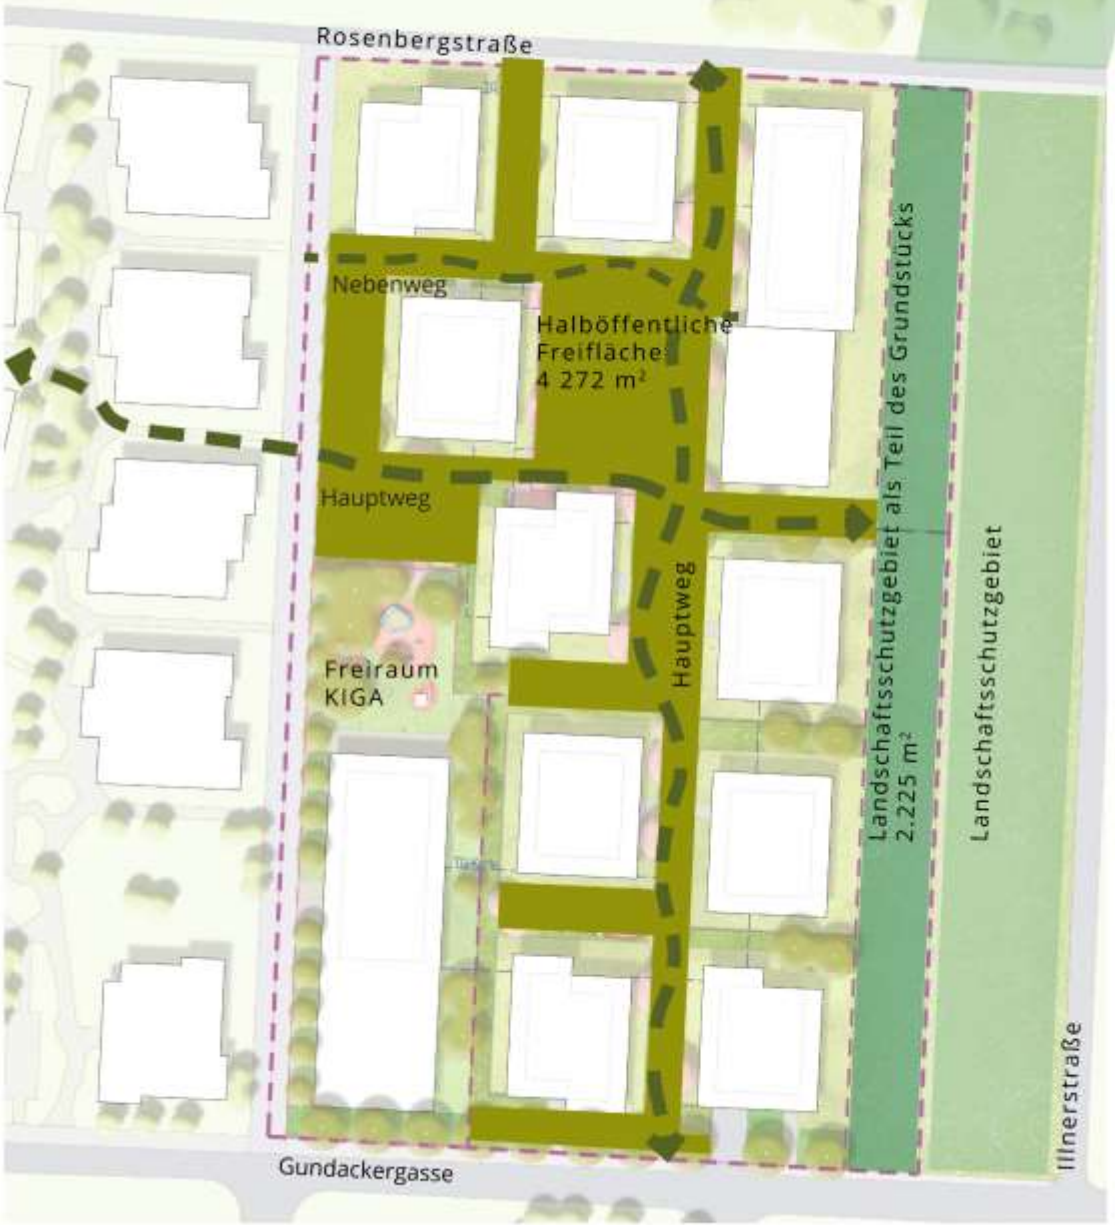 Rosenbergstraße
Nebenweg
Halböffentliche
Freifläche
4 272 m²
Hauptweg
Hauptweg
Freiraum
KIGA
Landschaftsschutzgebiet als Teil des Grundstücks
2.225 m²
Landschaftsschutzgebiet
Illnerstraße
Gundackergasse